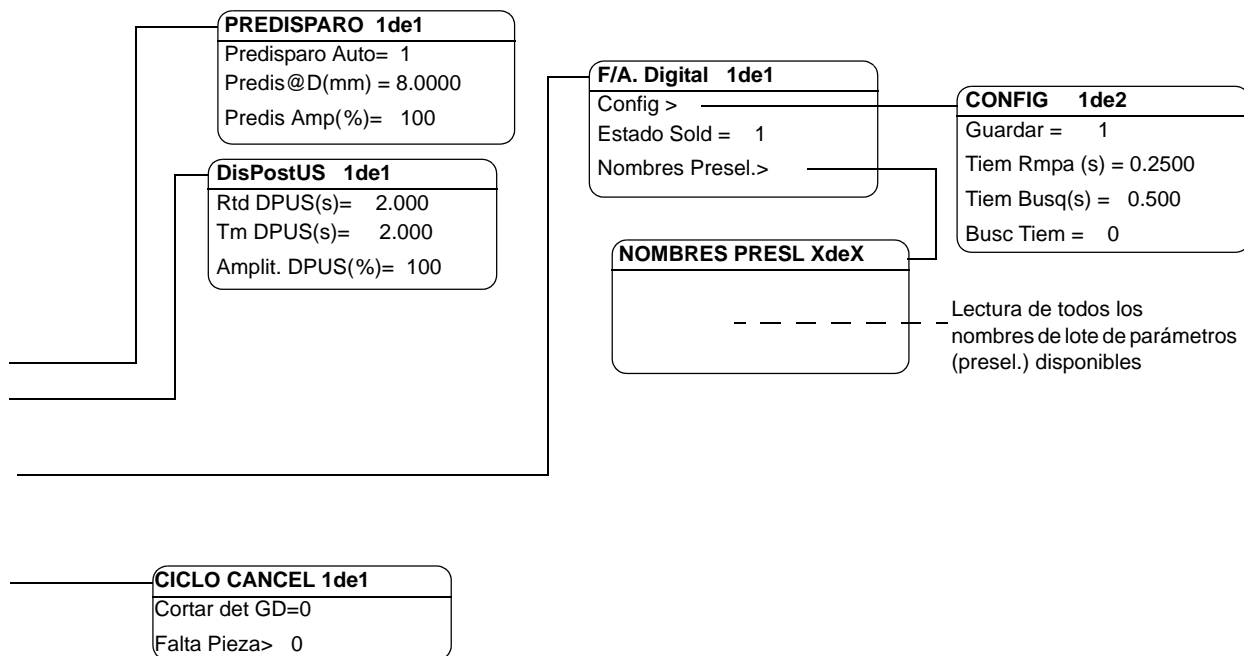 PREDISPARO 1de1
Predisparo Auto= 1
Predis@D(mm) = 8.0000
Predis Amp(%)= 100
DisPostUS 1de1
Rtd DPUS(s)= 2.000
Tm DPUS(s)= 2.000
Amplit. DPUS(%)= 100
F/A. Digital 1de1
Config >
Estado Sold = 1
Nombres Presel.>
CONFIG 1de2
Guardar = 1
Tiem Rmpa (s) = 0.2500
Tiem Busq(s) = 0.500
Busc Tiem = 0
NOMBRES PRESL XdeX
Lectura de todos los
nombres de lote de parámetros
(presel.) disponibles
CICLO CANCEL 1de1
Cortar det GD=0
Falta Pieza> 0